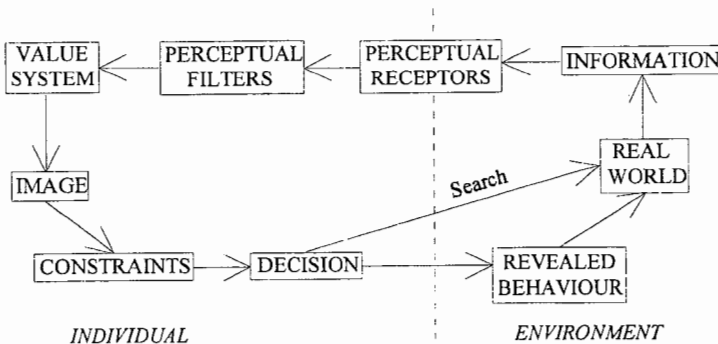 VALUE
SYSTEM
PERCEPTUAL
FILTERS
PERCEPTUAL
RECEPTORS
INFORMATION
IMAGE
Search
REAL
WORLD
CONSTRAINTS
DECISION
REVEALED
BEHAVIOUR
INDIVIDUAL
ENVIRONMENT